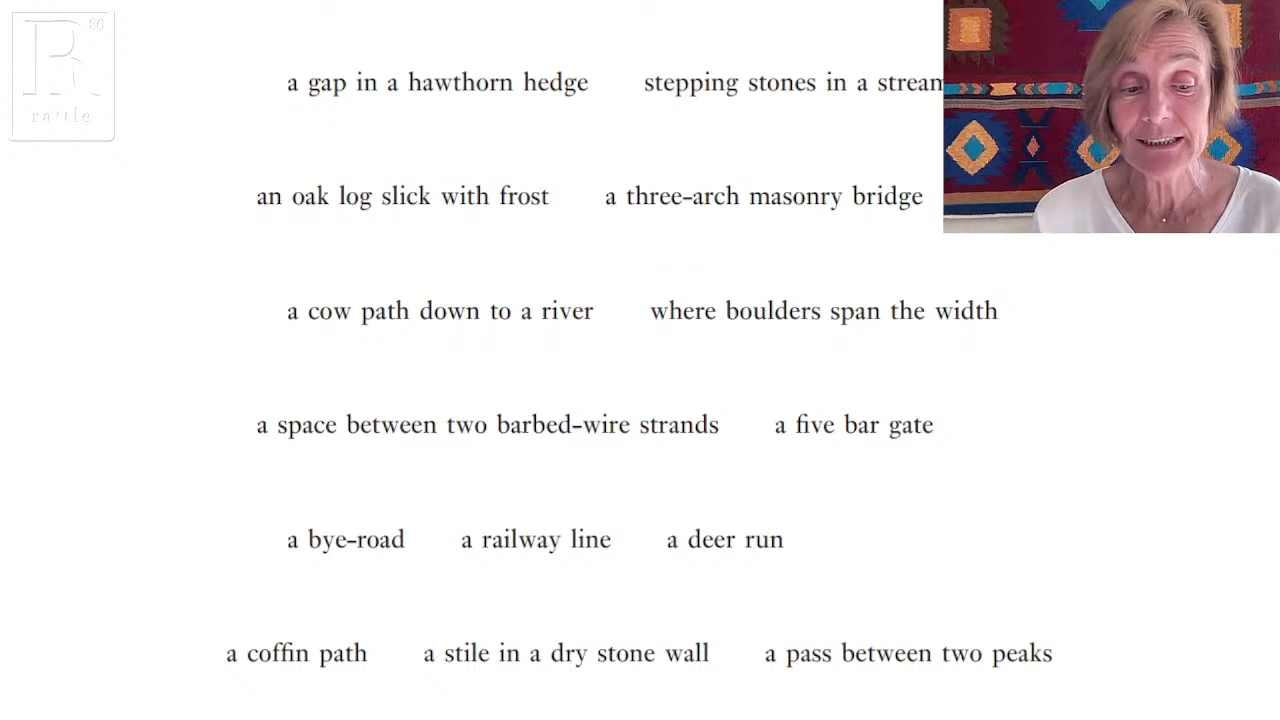 R 80
rattle
a gap in a hawthorn hedge stepping stones in a stream
an oak log slick with frost a three-arch masonry bridge
a cow path down to a river where boulders span the width
a space between two barbed-wire strands a five bar gate
a bye-road a railway line a deer run
a coffin path a stile in a dry stone wall a pass between two peaks